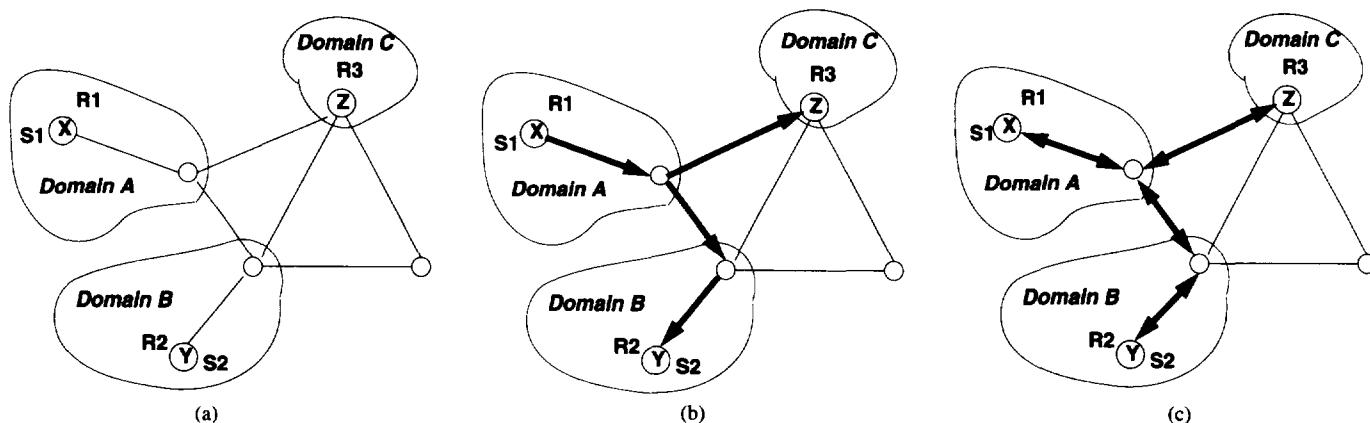 Domain C
R3
Z
R1
X
S1
Domain A
Domain B
R2
Y
S2
(a)
Domain C
R3
Z
R1
X
S1
Domain A
Domain B
R2
Y
S2
(b)
Domain C
R3
Z
R1
X
S1
Domain A
Domain B
R2
Y
S2
(c)